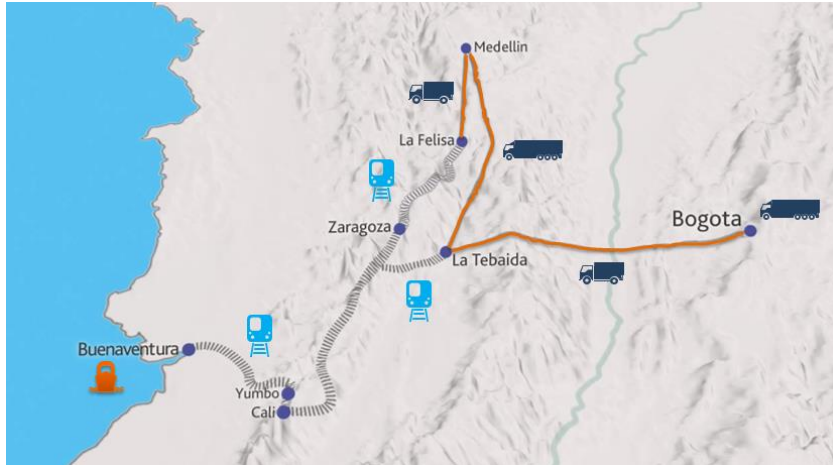 Medellin
La Felisa
Zaragoza
Bogota
La Tebaida
Buenaventura
Yumbo
Cali